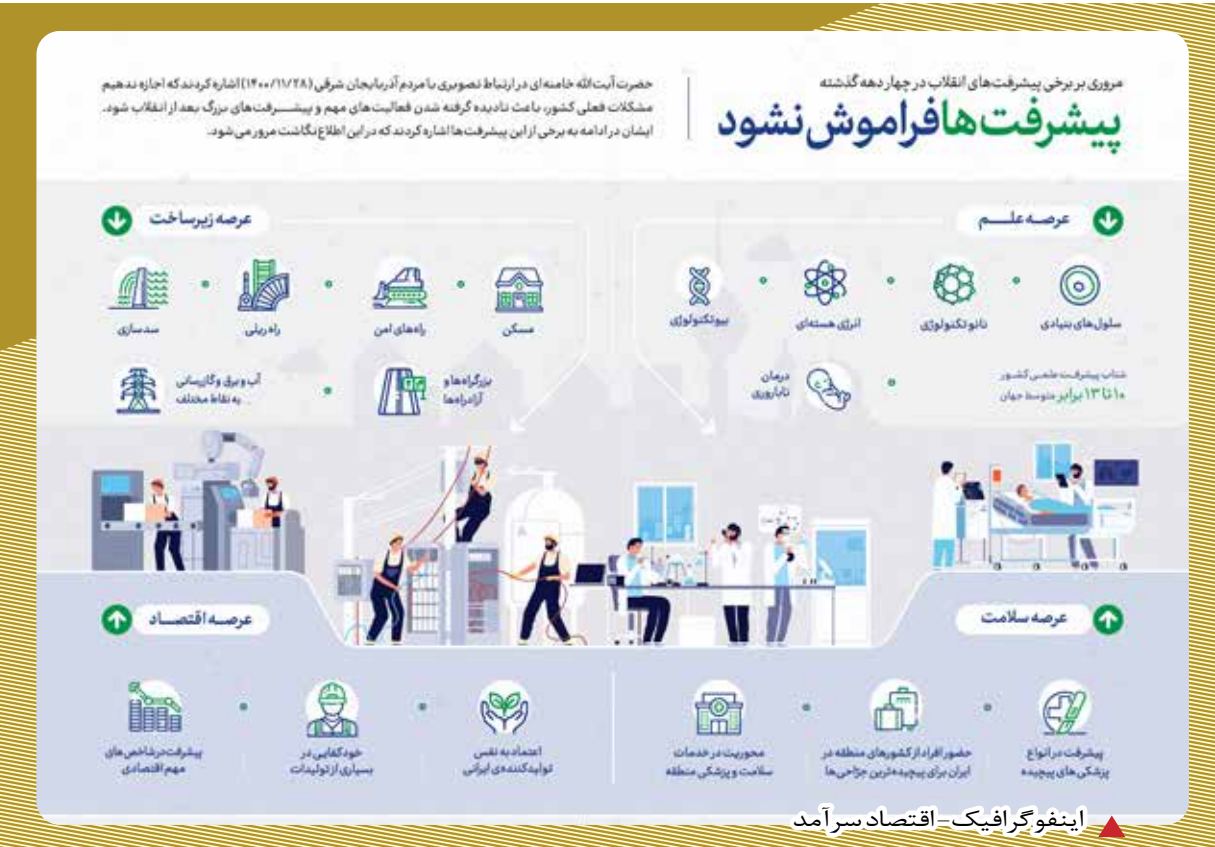 مروری بر برخی پیشرفت‌های انقلاب در چهار دهه گذشته
پیشرفت‌ها فراموش نشود
حضرت آیت‌الله خامنه‌ای در ارتباط تصویری با مردم آذربایجان شرقی (۱۴۰۰/۱۱/۲۸) اشاره کردند که اجازه ندهیم
مشکلات فعلی کشور، باعث نادیده گرفته شدن فعالیت‌های مهم و پیشرفت‌های بزرگ بعد از انقلاب شود.
ایشان در ادامه به برخی از این پیشرفت‌ها اشاره کردند که در این اطلاع‌نگاشت مرور می‌شود.
عرصه علم
سلول‌های بنیادی
نانو تکنولوژی
انرژی هسته‌ای
بیوتکنولوژی
شتاب پیشرفت علمی کشور
۱۰ تا ۱۳ برابر متوسط جهان
درمان
ناباروری
عرصه زیرساخت
مسکن
راه‌های امن
راه ریلی
سدسازی
بزرگراه‌ها و
آزادراه‌ها
آب و برق و گازرسانی
به نقاط مختلف
عرصه سلامت
پیشرفت در انواع
پزشکی‌های پیچیده
حضور افراد از کشورهای منطقه در
ایران برای پیچیده‌ترین جراحی‌ها
محوریت در خدمات
سلامت و پزشکی منطقه
عرصه اقتصاد
اعتماد به نفس
تولیدکننده‌ی ایرانی
خودکفایی در
بسیاری از تولیدات
پیشرفت در شاخص‌های
مهم اقتصادی
اینفوگرافیک-اقتصاد سرآمد